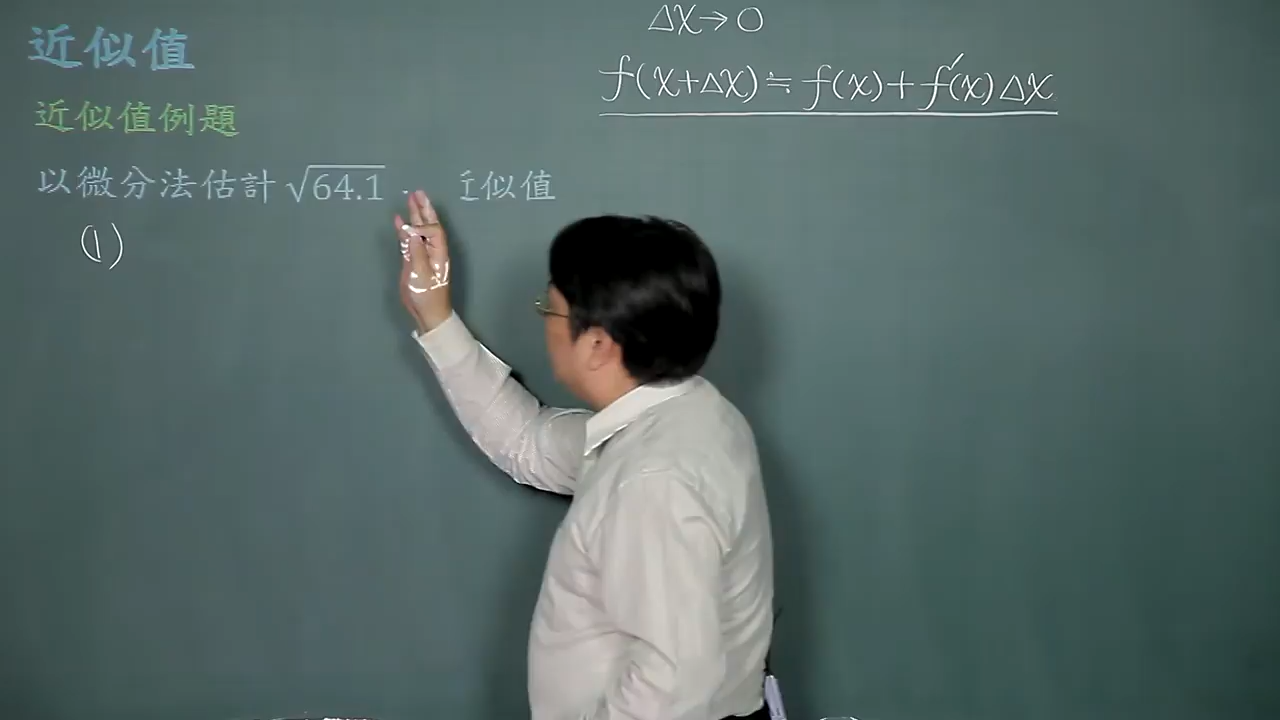 近似值
近似值例題
以微分法估計 √64.1 似值
(1)
Δx→0
f(x+Δx)≒f(x)+f′(x)Δx